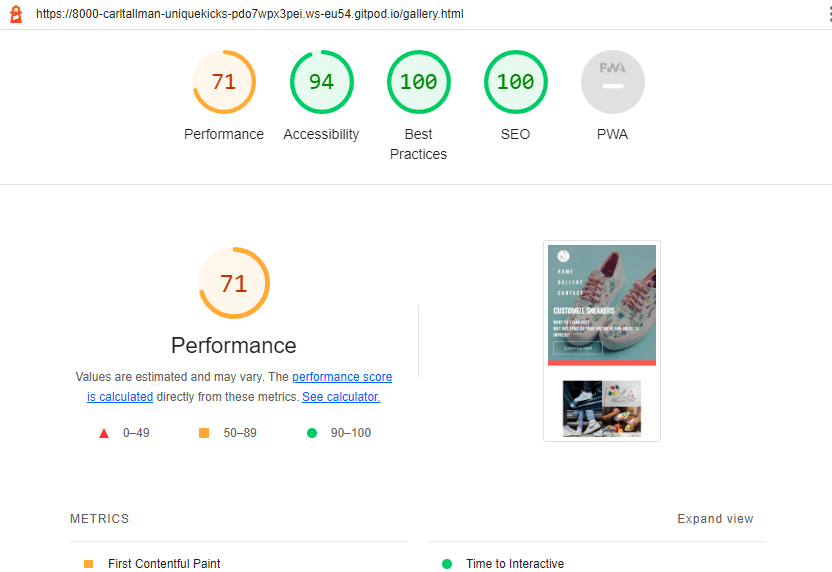 https://8000-carltallman-uniquekicks-pdo7wpx3pei.ws-eu54.gitpod.io/gallery.html
71
94
100
100
PWA
Performance
Accessibility
Best
Practices
SEO
PWA
71
Performance
Values are estimated and may vary. The performance score
is calculated directly from these metrics. See calculator.
0–49
50–89
90–100
HOME
GALLERY
CONTACT
CUSTOMIZE SNEAKERS
METRICS
Expand view
First Contentful Paint
Time to Interactive